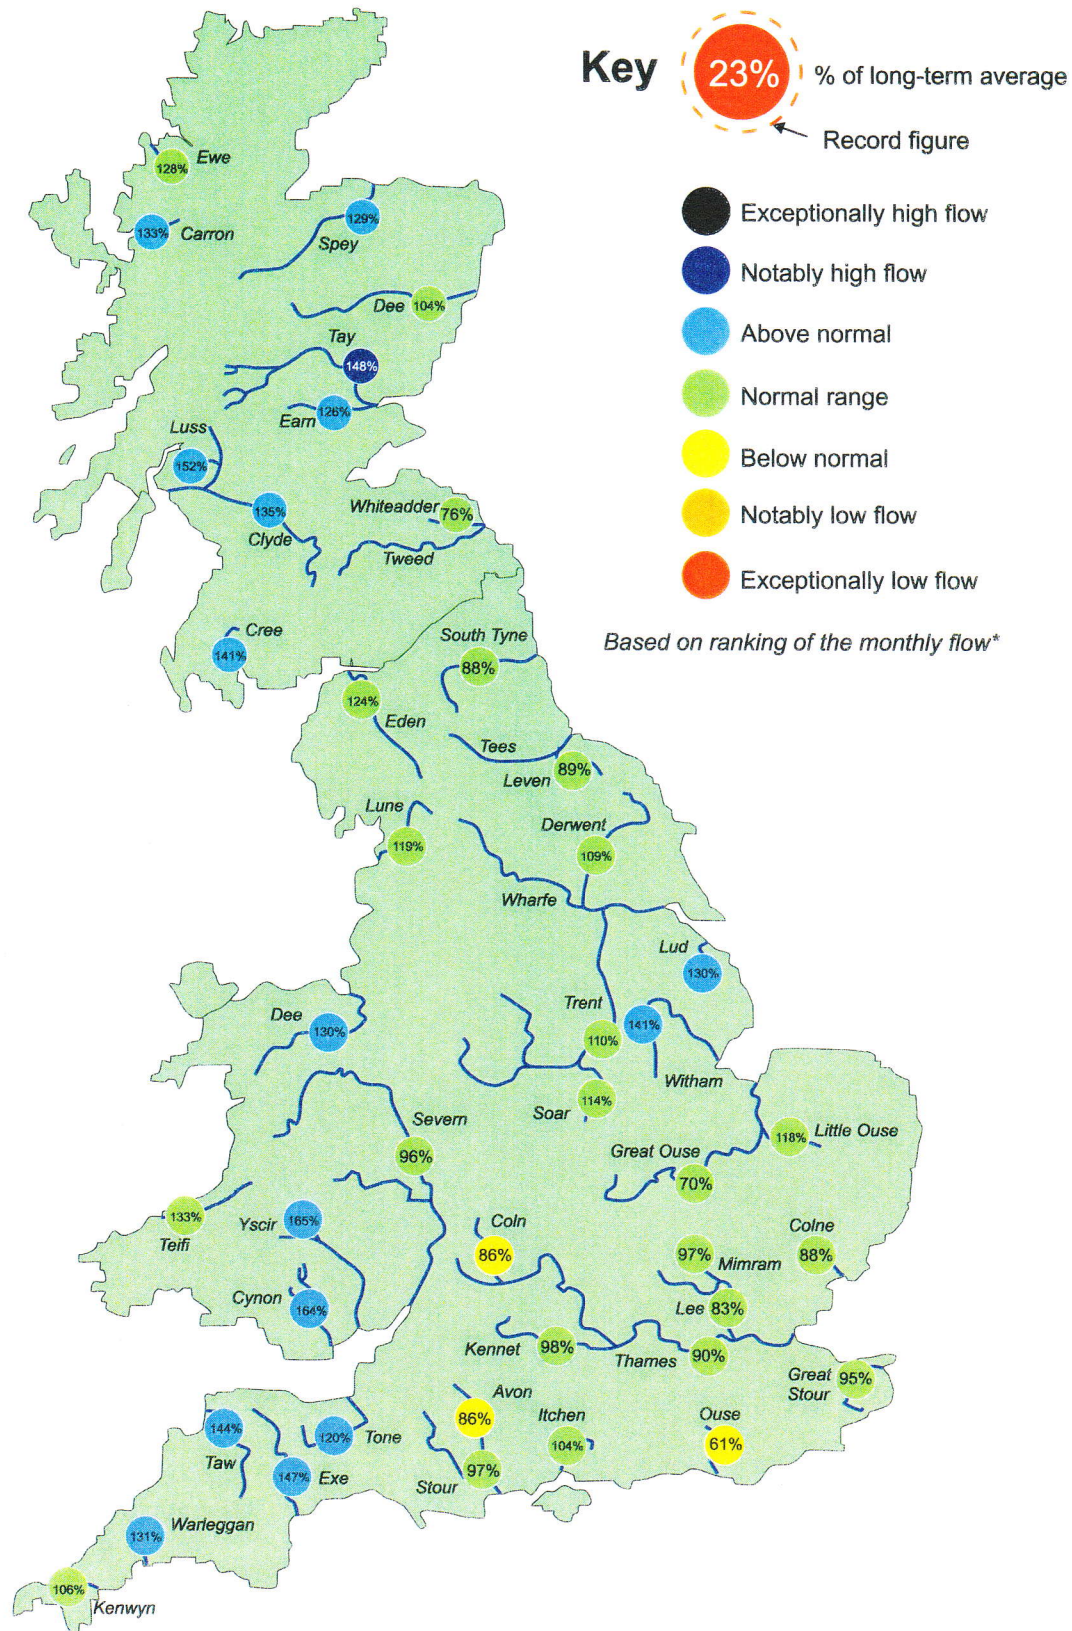 Key
23%
% of long-term average
Record figure
Exceptionally high flow
Notably high flow
Above normal
Normal range
Below normal
Notably low flow
Exceptionally low flow
Based on ranking of the monthly flow*
Ewe
128%
133%
Carron
129%
Spey
Dee
104%
Tay
148%
Earn
126%
Luss
152%
135%
Clyde
Whiteadder
76%
Tweed
Cree
141%
South Tyne
88%
124%
Eden
Tees
Leven
89%
Lune
119%
Derwent
109%
Wharfe
Lud
130%
Dee
130%
Trent
110%
141%
Witham
Soar
114%
Severn
96%
Great Ouse
70%
118%
Little Ouse
133%
Teifi
Yscir
165%
Cynon
164%
Coln
86%
97%
Mimram
Colne
88%
Lee
83%
Kennet
98%
Thames
90%
Great
Stour
95%
Avon
86%
Itchen
104%
Ouse
61%
Stour
97%
144%
Taw
120%
Tone
147%
Exe
131%
Warleggan
106%
Kenwyn